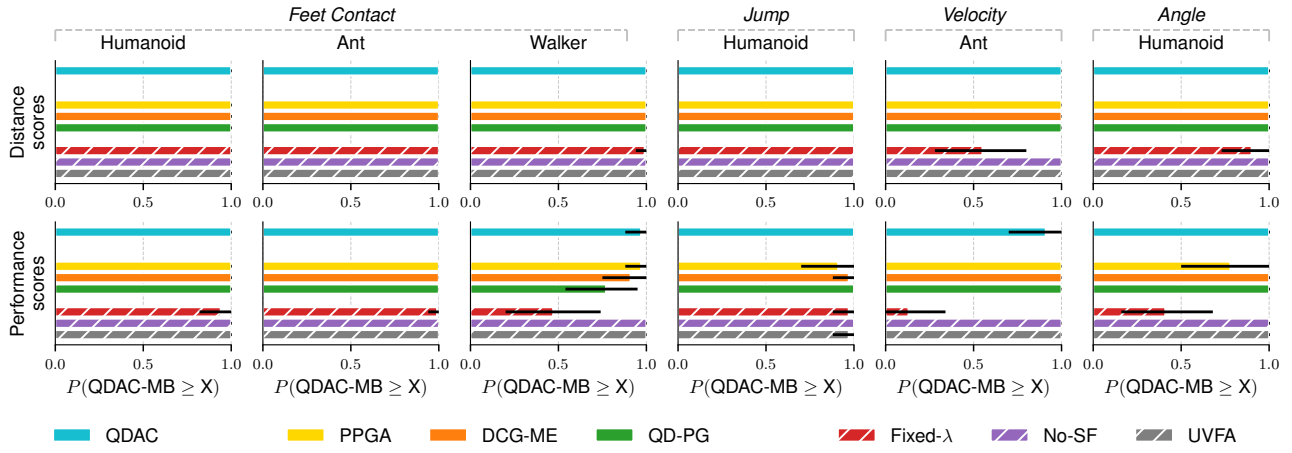 Feet Contact Jump Velocity Angle
Humanoid Ant Walker Humanoid Ant Humanoid
Distance scores
0.0 0.5 1.0 0.0 0.5 1.0 0.0 0.5 1.0 0.0 0.5 1.0 0.0 0.5 1.0 0.0 0.5 1.0
Performance scores
0.0 0.5 1.0 0.0 0.5 1.0 0.0 0.5 1.0 0.0 0.5 1.0 0.0 0.5 1.0 0.0 0.5 1.0
P(QDAC-MB ≥ X) P(QDAC-MB ≥ X) P(QDAC-MB ≥ X) P(QDAC-MB ≥ X) P(QDAC-MB ≥ X) P(QDAC-MB ≥ X)
QDAC PPGA DCG-ME QD-PG Fixed-λ No-SF UVFA